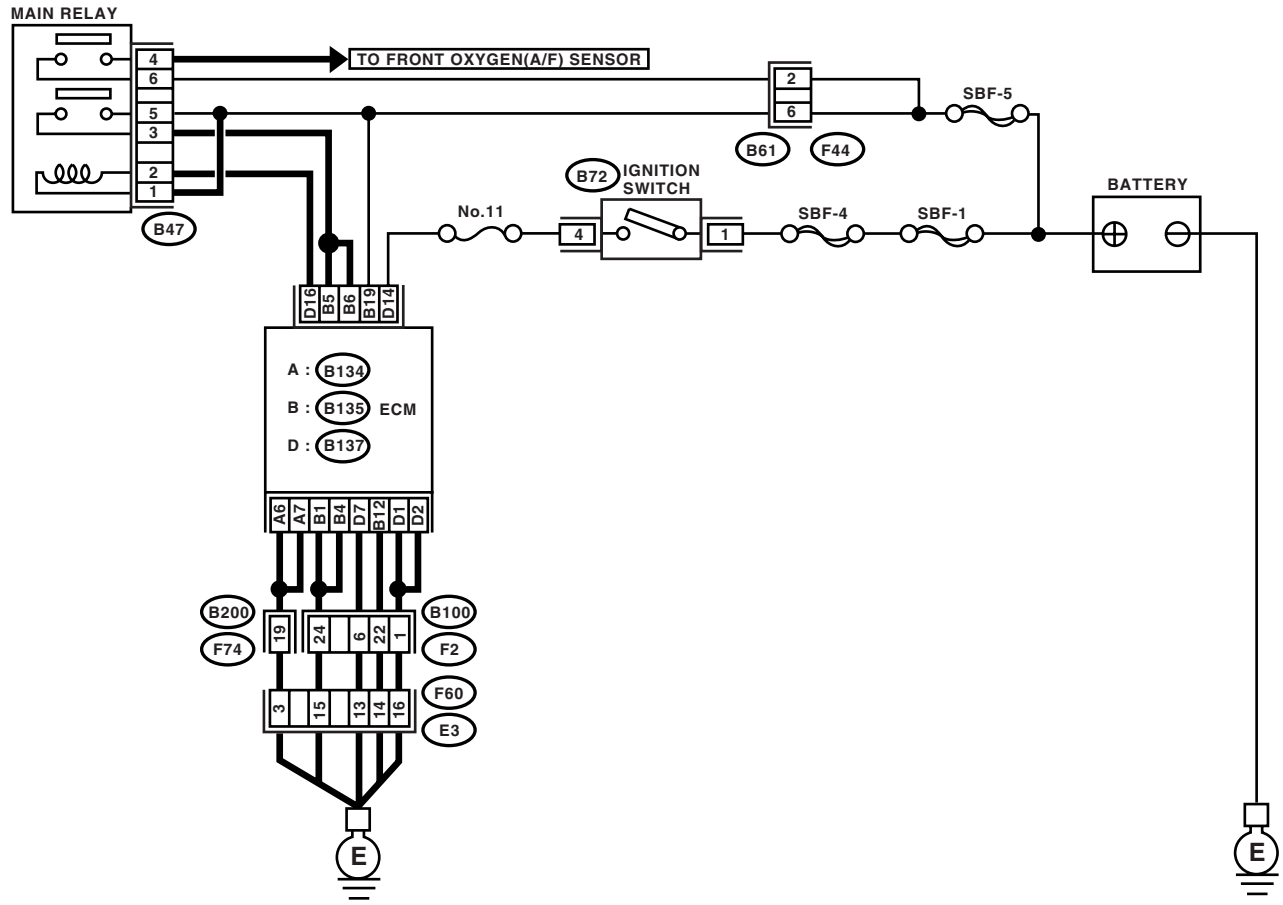 MAIN RELAY
4 TO FRONT OXYGEN(A/F) SENSOR
6
2
5
6
SBF-5
3
B61 F44
2
1
B72 IGNITION
SWITCH
BATTERY
B47
No.11
4
1
SBF-4
SBF-1
D16 B5 B6 B19 D14
A : B134
B : B135 ECM
D : B137
A6 A7 B1 B4 D7 B12 D1 D2
B200
19 24 6 22 1
B100
F74
F2
3 15 13 14 16
F60
E3
E
E